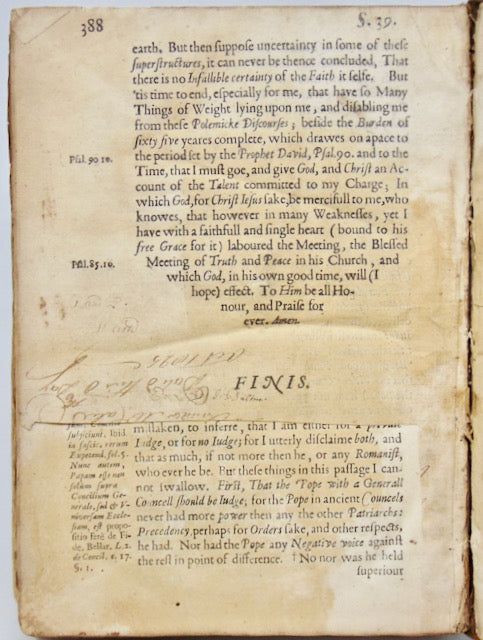 388
§. 39.
earth. But then suppose uncertainty in some of these
superstructures, it can never be thence concluded, That
there is no Infallible certainty of the Faith it selfe. But
'tis time to end, especially for me, that have so Many
Things of Weight lying upon me, and disabling me
from these Polemicke Discourses; beside the Burden of
sixty five yeares complete, which drawes on apace to
Psal. 90 10.
the period set by the Prophet David, Psal. 90. and to the
Time, that I must goe, and give God, and Christ an Ac-
count of the Talent committed to my Charge; In
which God, for Christ Iesus sake, be mercifull to me, who
knowes, that however in many Weaknesses, yet I
have with a faithfull and single heart (bound to his
free Grace for it) laboured the Meeting, the Blessed
Psal. 85. 10.
Meeting of Truth and Peace in his Church, and
which God, in his own good time, will (I
hope) effect. To Him be all Ho-
nour, and Praise for
ever. Amen.
FINIS.
subjiciunt. Ibid
in fascic. rerum
Expetend. fol. 5.
Nunc autem,
Papam esse non
solum supra
Concilium Ge-
nerale, sed & V-
niversam Eccle-
siam, est propo-
sitio ferè de Fi-
de. Bellar. L. 2.
de Concil. c. 17.
§. 1.
mistaken, to inferre, that I am either for a private
Iudge, or for no Iudge; for I utterly disclaime both, and
that as much, if not more then he, or any Romanist,
who ever he be. But these things in this passage I can-
not swallow. First, That the Pope with a Generall
Councell should be Iudge, for the Pope in ancient Councels
never had more power then any the other Patriarchs:
Precedency, perhaps for Orders sake, and other respects,
he had. Nor had the Pope any Negative voice against
the rest in point of difference. † No nor was he held
superiour